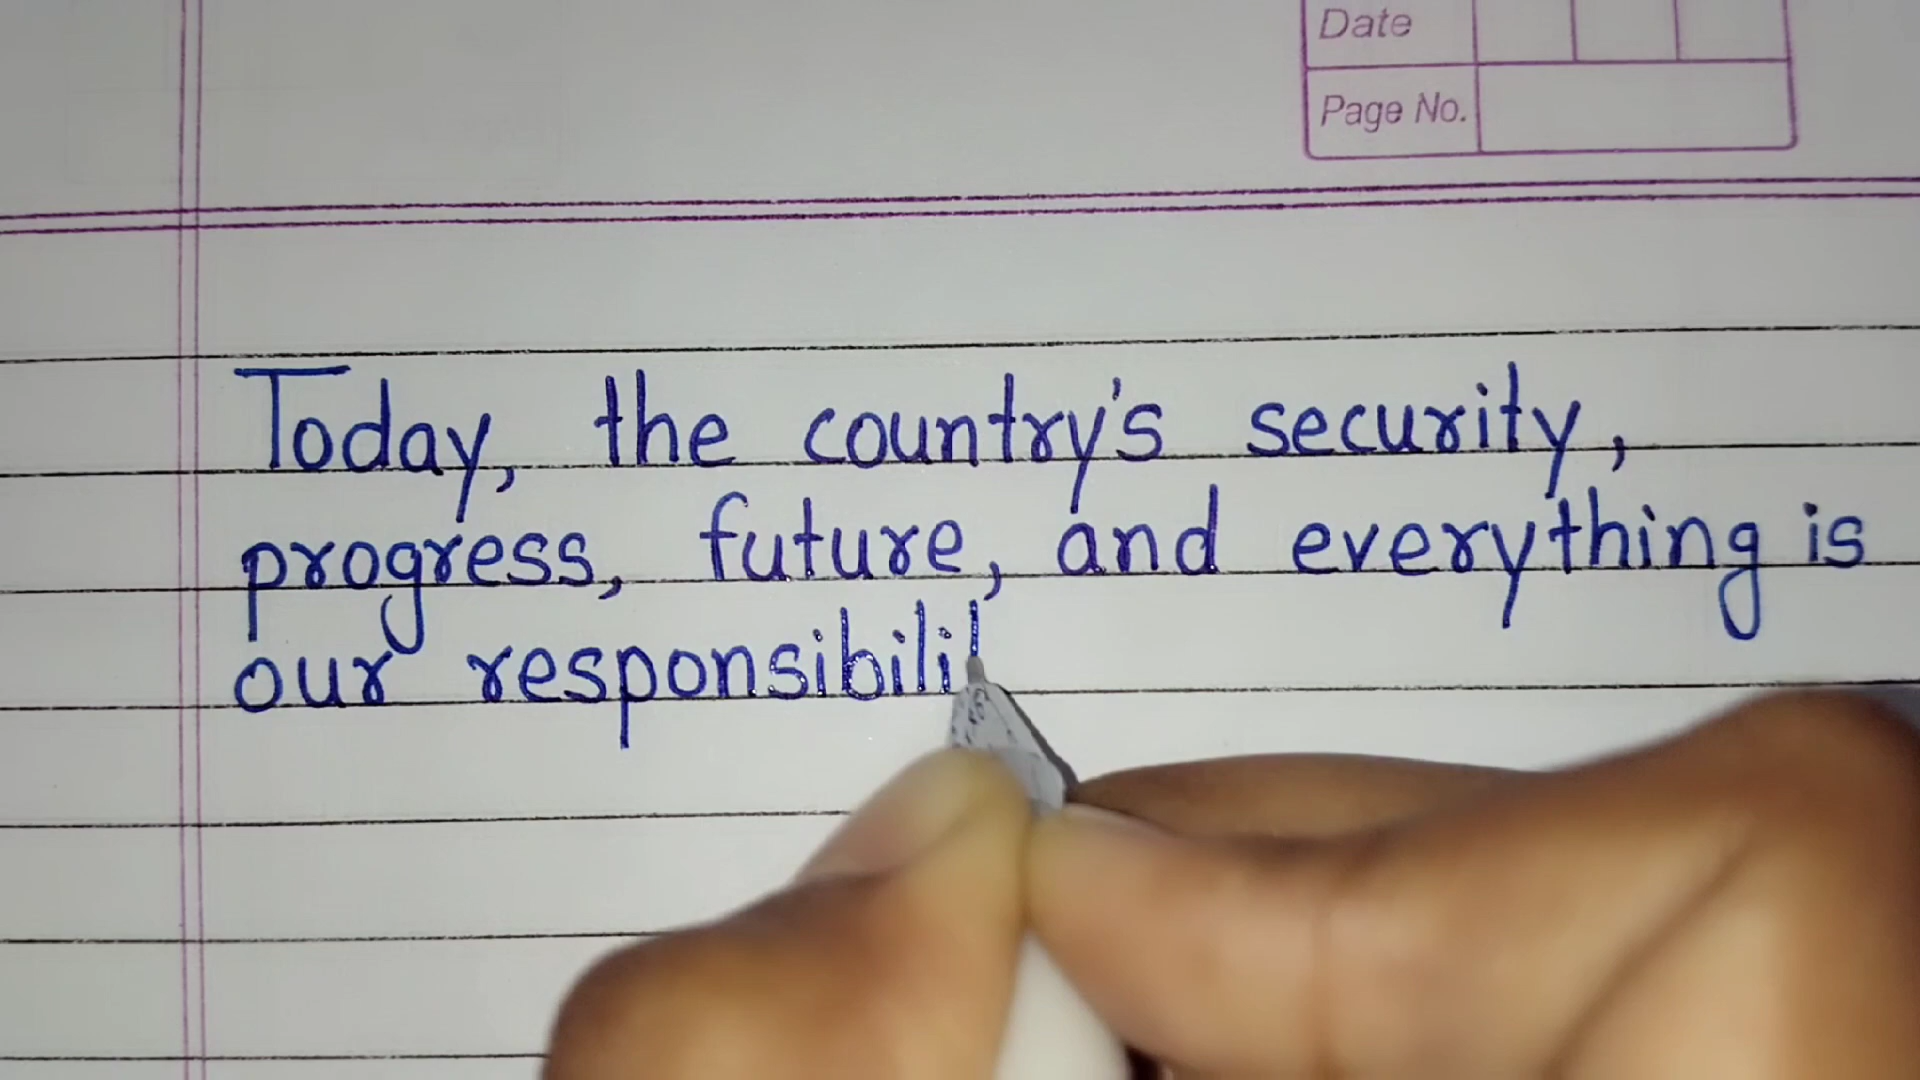 Date
Page No.
Today, the country's security,
progress, future, and everything is
our responsibili